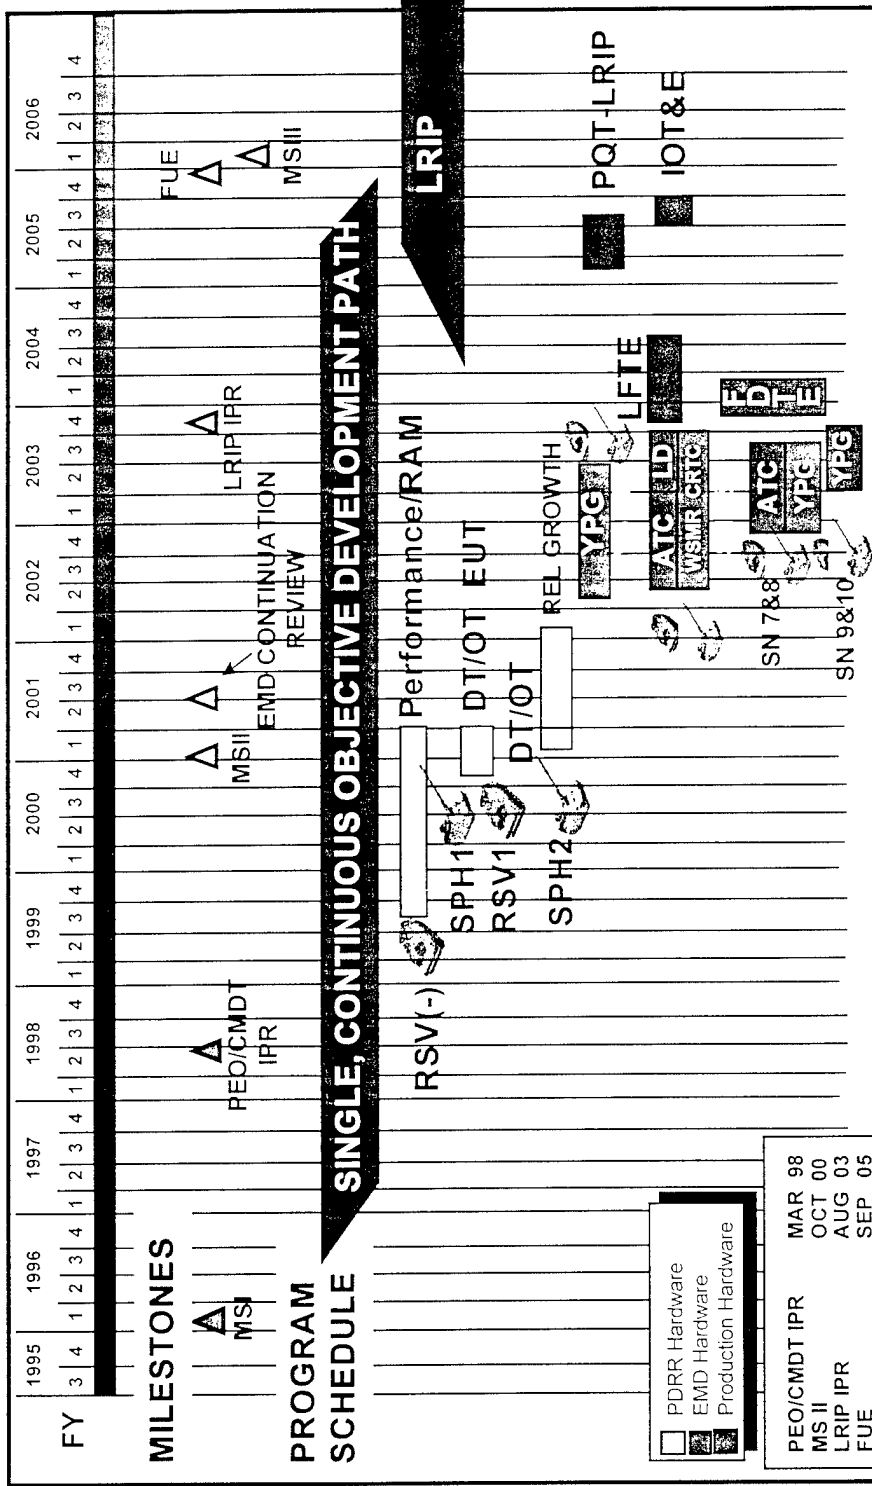 FY
1995 1996 1997 1998 1999 2000 2001 2002 2003 2004 2005 2006
3 4 1 2 3 4 1 2 3 4 1 2 3 4 1 2 3 4 1 2 3 4 1 2 3 4 1 2 3 4 1 2 3 4 1 2 3 4 1 2 3 4 1 2 3 4
MILESTONES
MSI
PEO/CMDT
IPR
MSII
EMD CONTINUATION
REVIEW
LRIP IPR
FUE
MSIII
PROGRAM
SCHEDULE
SINGLE, CONTINUOUS OBJECTIVE DEVELOPMENT PATH
LRIP
RSV(-)
Performance/RAM
SPH1
RSV1
DT/OT EUT
SPH2
DT/OT
REL GROWTH
YPG
LFTE
PQT-LRIP
ATC
LD
WSMR
CRTC
IOT&E
F
D
T
E
SN 7&8
ATC
YPG
SN 9&10
YPG
PDRR Hardware
EMD Hardware
Production Hardware
PEO/CMDT IPR MAR 98
MS II OCT 00
LRIP IPR AUG 03
FUE SEP 05